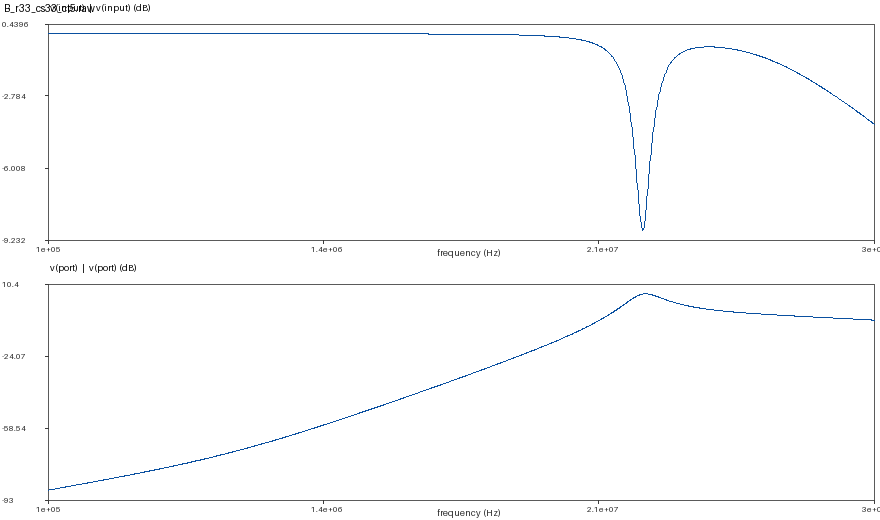 v(input) (dB)
0.4396
-2.784
-6.008
-9.232
1e+05
1.4e+06
2.1e+07
3e+0
frequency (Hz)
v(port) | v(port) (dB)
10.4
-24.07
-58.54
-93
1e+05
1.4e+06
2.1e+07
3e+0
frequency (Hz)